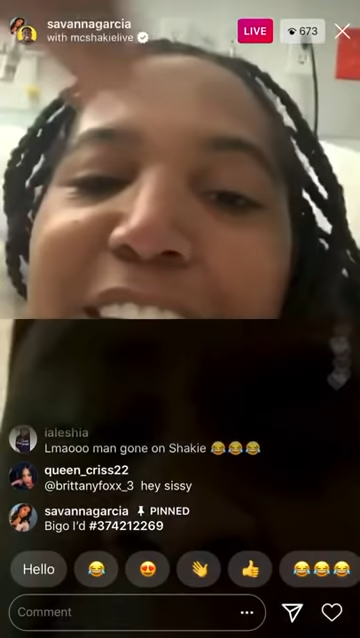 savannagarcia
with mcshakielive
LIVE
673
ialeshia
Lmaooo man gone on Shakie 😂😂😂
queen_criss22
@brittanyfoxx_3 hey sissy
savannagarcia PINNED
Bigo I'd #374212269
Hello 😂 😍 👋 👍 😂😂😂
Comment